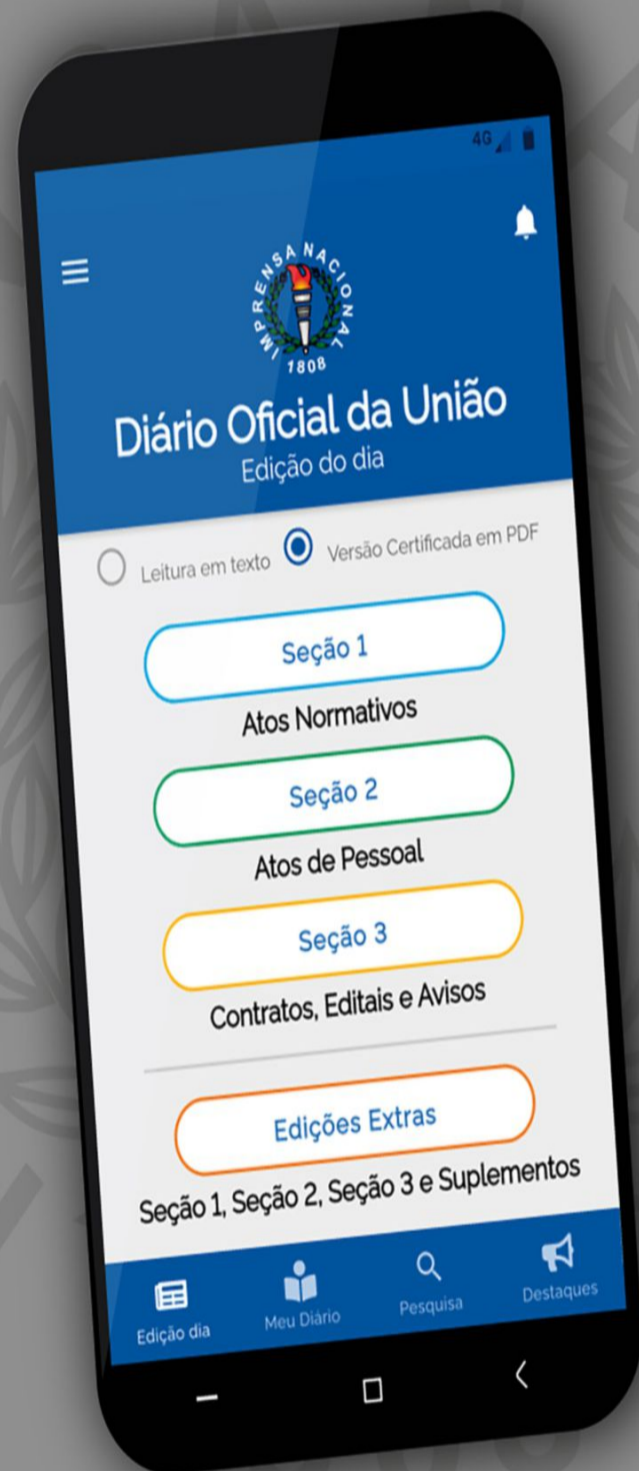 4G
IMPRENSA NACIONAL
1808
Diário Oficial da União
Edição do dia
Leitura em texto Versão Certificada em PDF
Seção 1
Atos Normativos
Seção 2
Atos de Pessoal
Seção 3
Contratos, Editais e Avisos
Edições Extras
Seção 1, Seção 2, Seção 3 e Suplementos
Edição dia Meu Diário Pesquisa Destaques